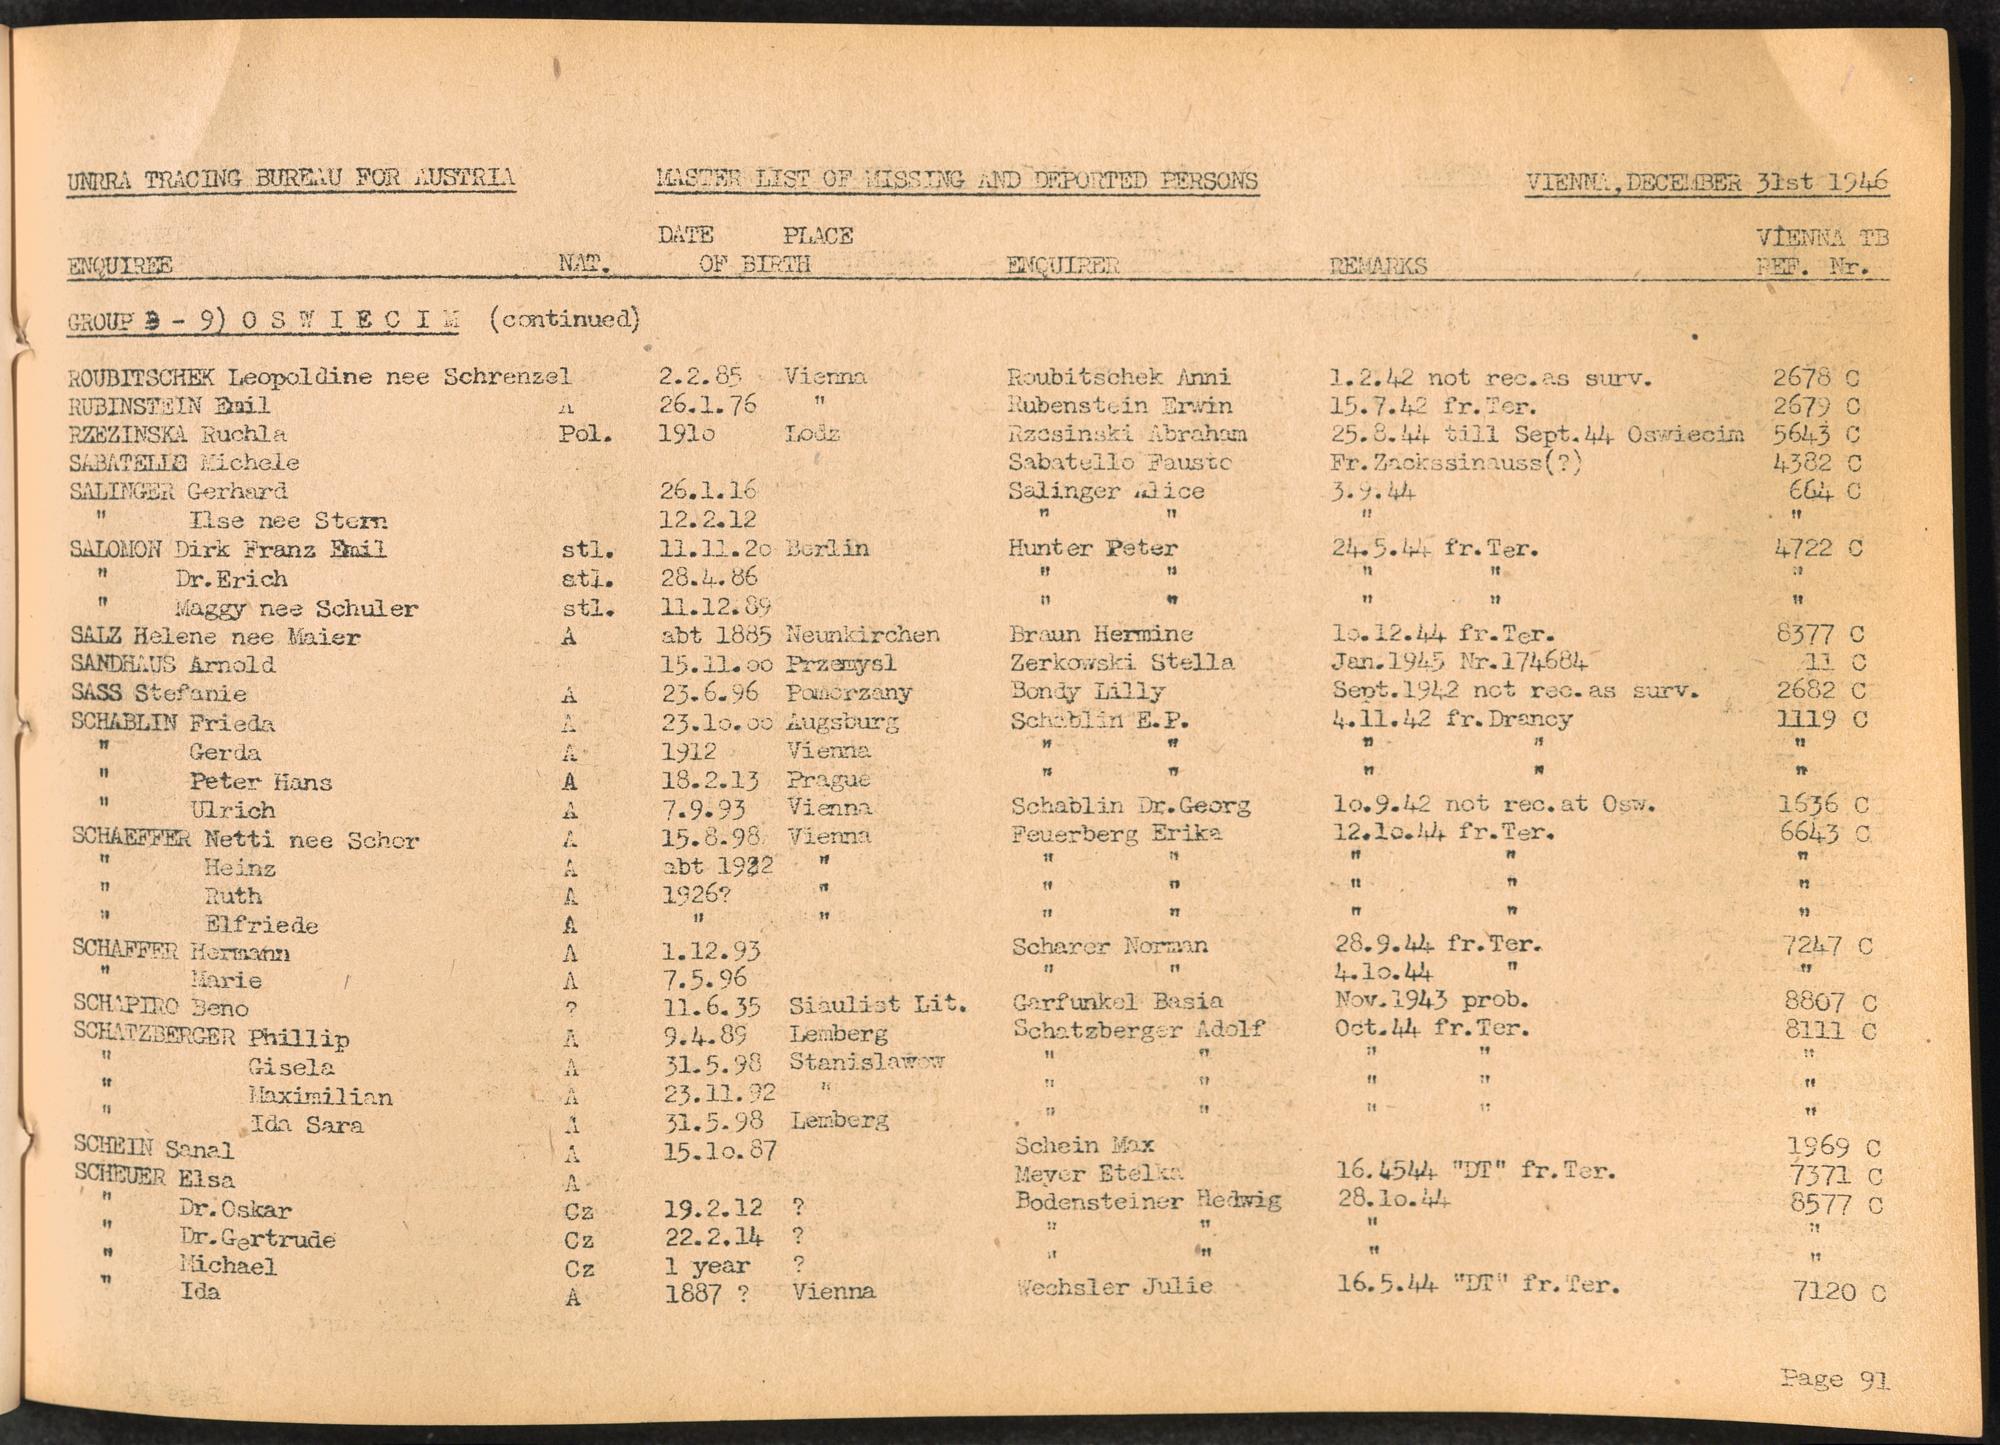 UNRRA TRACING BUREAU FOR AUSTRIA MASTER LIST OF MISSING AND DEPORTED PERSONS VIENNA, DECEMBER 31st 1946
DATE PLACE VIENNA TB
ENQUIREE NAT. OF BIRTH ENQUIRER REMARKS REF. Nr.
GROUP B - 9) O S W I E C I M (continued)
ROUBITSCHEK Leopoldine nee Schrenzel 2.2.85 Vienna Roubitschek Anni 1.2.42 not rec.as surv. 2678 C
RUBINSTEIN Emil A 26.1.76 " Rubenstein Erwin 15.7.42 fr.Ter. 2679 C
RZEZINSKA Ruchla Pol. 191o Lodz Rzesinski Abraham 25.8.44 till Sept.44 Oswiecim 5643 C
SABATELLO Michele Sabatello Fausto Fr.Zackssinauss(?) 4382 C
SALINGER Gerhard 26.1.16 Salinger Alice 3.9.44 664 C
" Ilse nee Stern 12.2.12 " " " "
SALOMON Dirk Franz Emil stl. 11.11.2o Berlin Hunter Peter 24.5.44 fr.Ter. 4722 C
" Dr.Erich stl. 28.4.86 " " " " "
" Maggy nee Schuler stl. 11.12.89 " " " " "
SALZ Helene nee Maier A abt 1885 Neunkirchen Braun Hermine 1o.12.44 fr.Ter. 8377 C
SANDHAUS Arnold 15.11.oo Przemysl Zerkowski Stella Jan.1945 Nr.174684 11 C
SASS Stefanie A 23.6.96 Pomorzany Bondy Lilly Sept.1942 not rec.as surv. 2682 C
SCHABLIN Frieda A 23.1o.oo Augsburg Schablin E.P. 4.11.42 fr.Drancy 1119 C
" Gerda A 1912 Vienna " " " " "
" Peter Hans A 18.2.13 Prague " " " " "
" Ulrich A 7.9.93 Vienna Schablin Dr.Georg 1o.9.42 not rec.at Osw. 1636 C
SCHAEFFER Netti nee Schor A 15.8.98 Vienna Feuerberg Erika 12.1o.44 fr.Ter. 6643 C
" Heinz A abt 1922 " " " " " "
" Ruth A 1926? " " " " " "
" Elfriede A " " " " " " "
SCHAFFER Hermann A 1.12.93 Scharer Norman 28.9.44 fr.Ter. 7247 C
" Marie A 7.5.96 " " 4.1o.44 " "
SCHAPIRO Beno ? 11.6.35 Siaulist Lit. Garfunkel Basia Nov.1943 prob. 8807 C
SCHATZBERGER Phillip A 9.4.89 Lemberg Schatzberger Adolf Oct.44 fr.Ter. 8111 C
" Gisela A 31.5.98 Stanislawow " " " " "
" Maximilian A 23.11.92 " " " " " "
" Ida Sara A 31.5.98 Lemberg " " " " "
SCHEIN Sanal A 15.1o.87 Schein Max 1969 C
SCHEUER Elsa A Meyer Etelka 16.4544 "DT" fr.Ter. 7371 C
" Dr.Oskar Cz 19.2.12 ? Bodensteiner Hedwig 28.1o.44 8577 C
" Dr.Gertrude Cz 22.2.14 ? " " " "
" Michael Cz 1 year ? " " " "
" Ida A 1887 ? Vienna Wechsler Julie 16.5.44 "DT" fr.Ter. 7120 C
Page 91